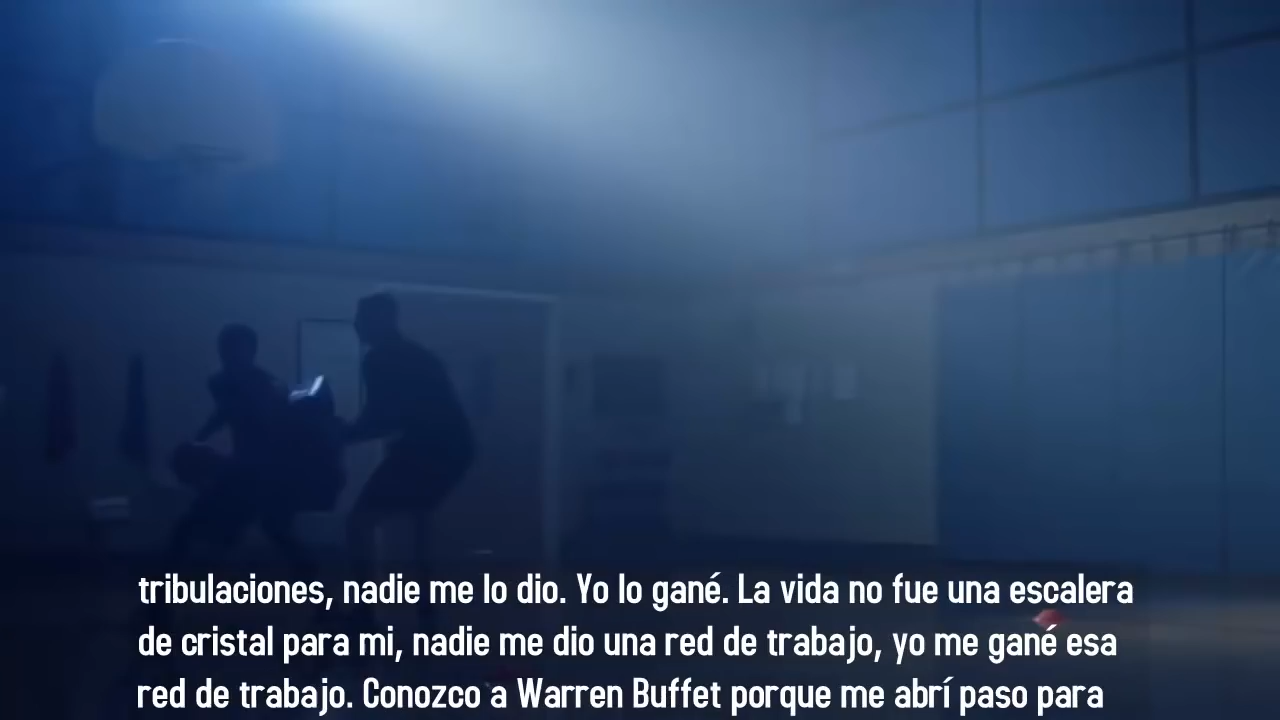 tribulaciones, nadie me lo dio. Yo lo gané. La vida no fue una escalera
de cristal para mi, nadie me dio una red de trabajo, yo me gané esa
red de trabajo. Conozco a Warren Buffet porque me abrí paso para